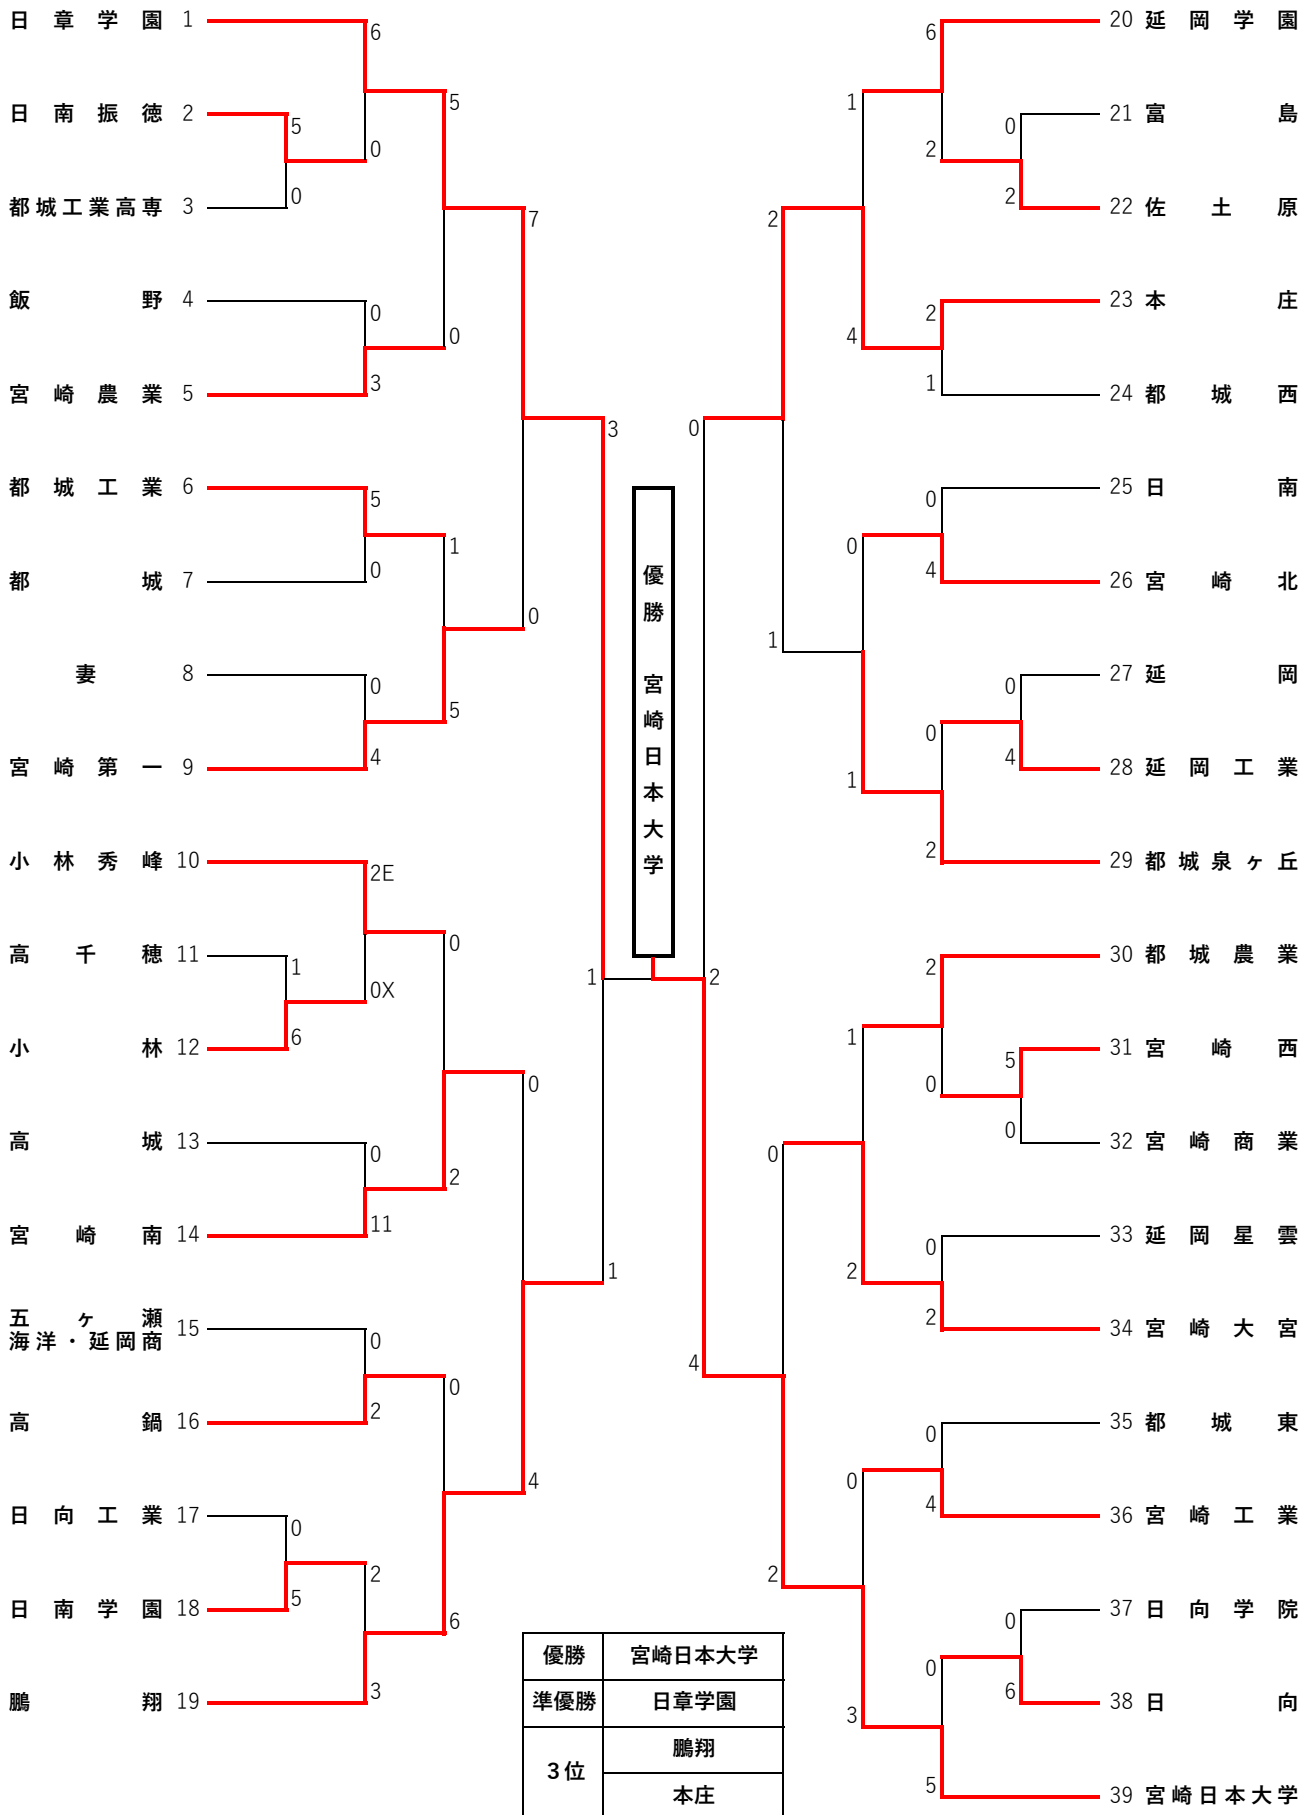 日章学園 1
日南振徳 2
都城工業高専 3
飯野 4
宮崎農業 5
都城工業 6
都城 7
妻 8
宮崎第一 9
小林秀峰 10
高千穂 11
小林 12
高城 13
宮崎南 14
五ヶ瀬
海洋・延岡商 15
高鍋 16
日向工業 17
日南学園 18
鵬翔 19
5
0
1
6
0
5
6
0
0
3
5
0
0
4
2E
0X
0
11
0
2
2
3
5
0
1
5
0
2
0
6
7
0
0
4
3
1
1
優勝 宮崎日本大学
2
0
4
2
1
0
2
1
4
0
1
1
2
0
3
6
2
2
1
0
4
0
2
2
0
0
2
0
4
0
5
0
2
0
4
5
0
0
6
20 延岡学園
21 富島
22 佐土原
23 本庄
24 都城西
25 日南
26 宮崎北
27 延岡
28 延岡工業
29 都城泉ヶ丘
30 都城農業
31 宮崎西
32 宮崎商業
33 延岡星雲
34 宮崎大宮
35 都城東
36 宮崎工業
37 日向学院
38 日向
39 宮崎日本大学
優勝 宮崎日本大学
準優勝 日章学園
3位 鵬翔
本庄